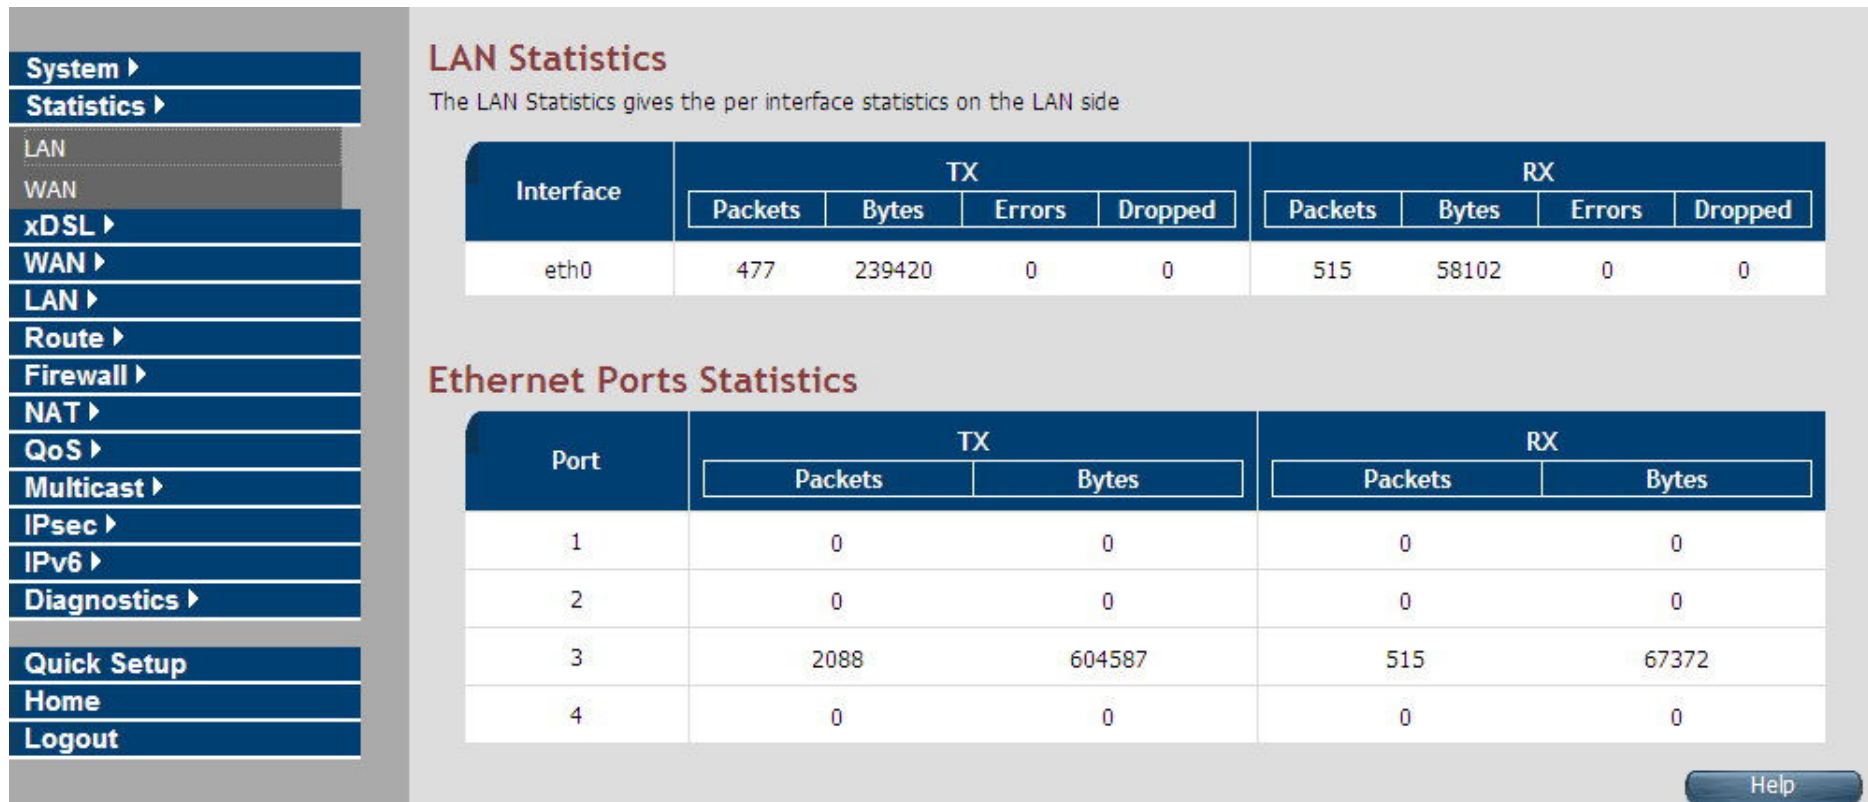 System
Statistics
LAN
WAN
xDSL
WAN
LAN
Route
Firewall
NAT
QoS
Multicast
IPsec
IPv6
Diagnostics
Quick Setup
Home
Logout
LAN Statistics
The LAN Statistics gives the per interface statistics on the LAN side
Interface TX RX
Packets Bytes Errors Dropped Packets Bytes Errors Dropped
eth0 477 239420 0 0 515 58102 0 0
Ethernet Ports Statistics
Port TX RX
Packets Bytes Packets Bytes
1 0 0 0 0
2 0 0 0 0
3 2088 604587 515 67372
4 0 0 0 0
Help